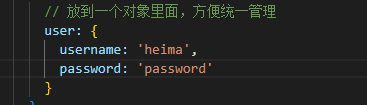 // 放到一个对象里面，方便统一管理
user: {
username: 'heima',
password: 'password'
}